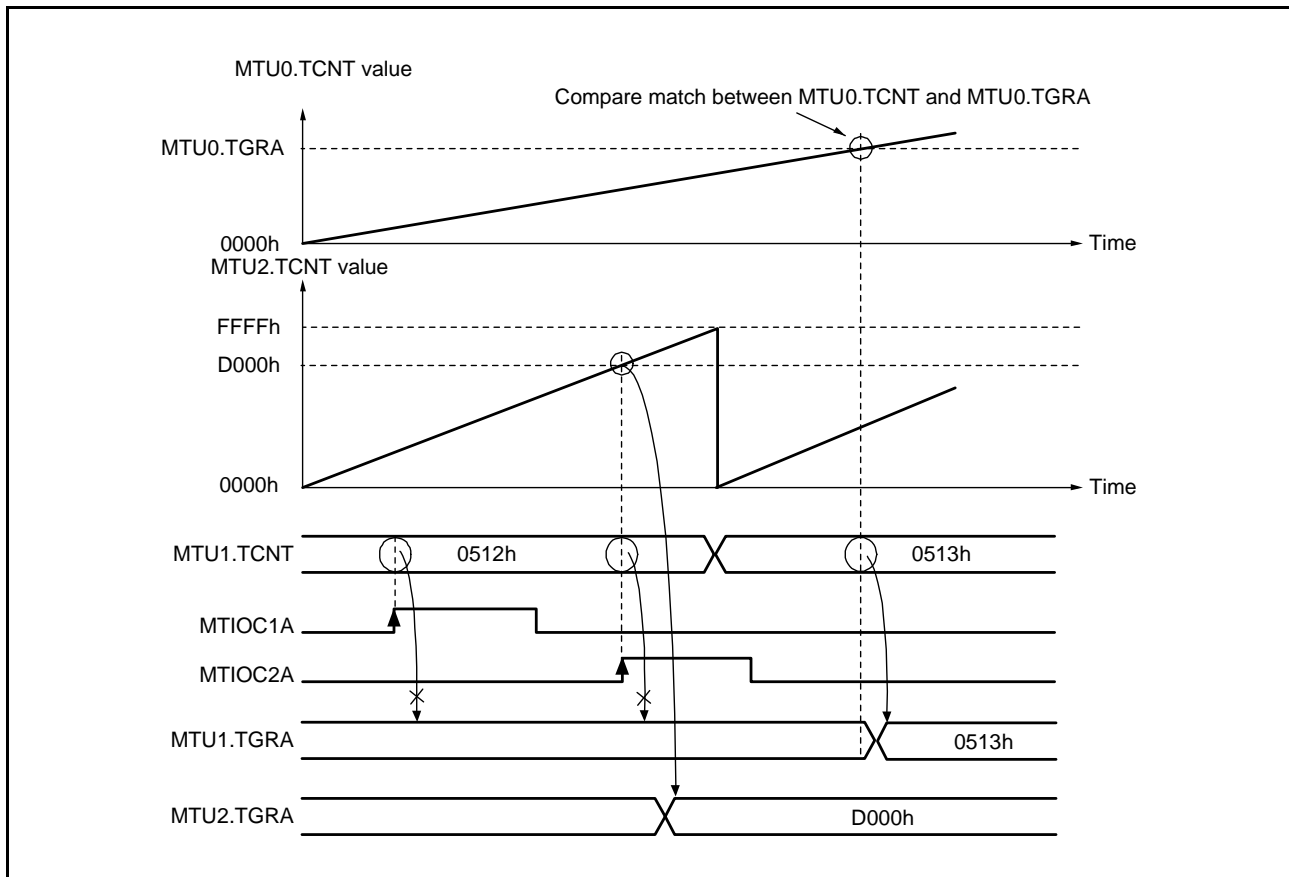 MTU0.TCNT value
Compare match between MTU0.TCNT and MTU0.TGRA
MTU0.TGRA
0000h
Time
MTU2.TCNT value
FFFFh
D000h
0000h
Time
MTU1.TCNT
0512h
0513h
MTIOC1A
MTIOC2A
MTU1.TGRA
0513h
MTU2.TGRA
D000h